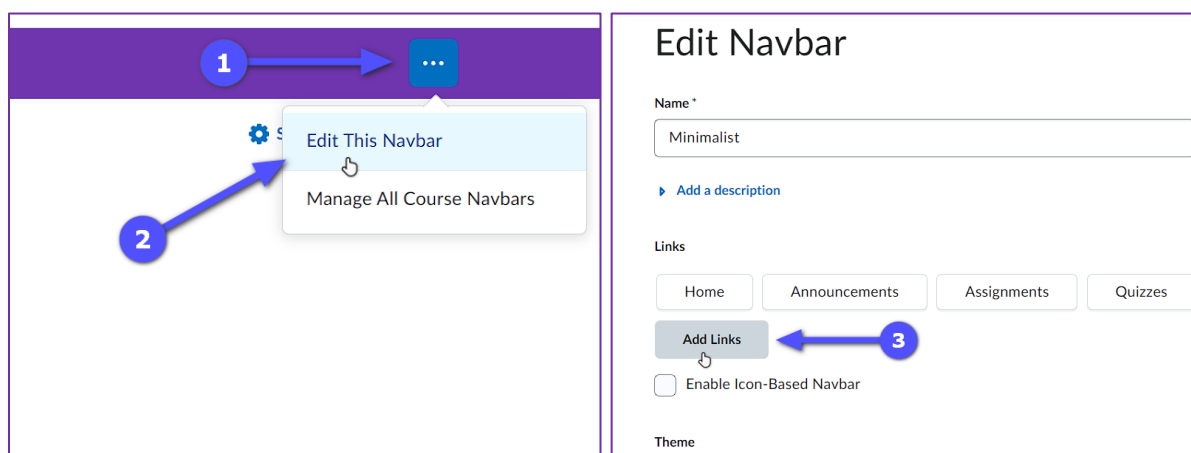 1
...
S
Edit This Navbar
Manage All Course Navbars
2
Edit Navbar
Name *
Minimalist
Add a description
Links
Home Announcements Assignments Quizzes
Add Links
3
Enable Icon-Based Navbar
Theme